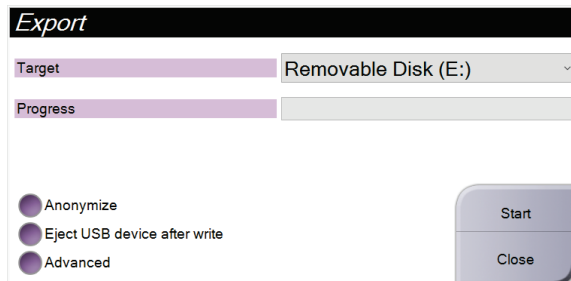 Export
Target
Removable Disk (E:)
Progress
Anonymize
Eject USB device after write
Advanced
Start
Close